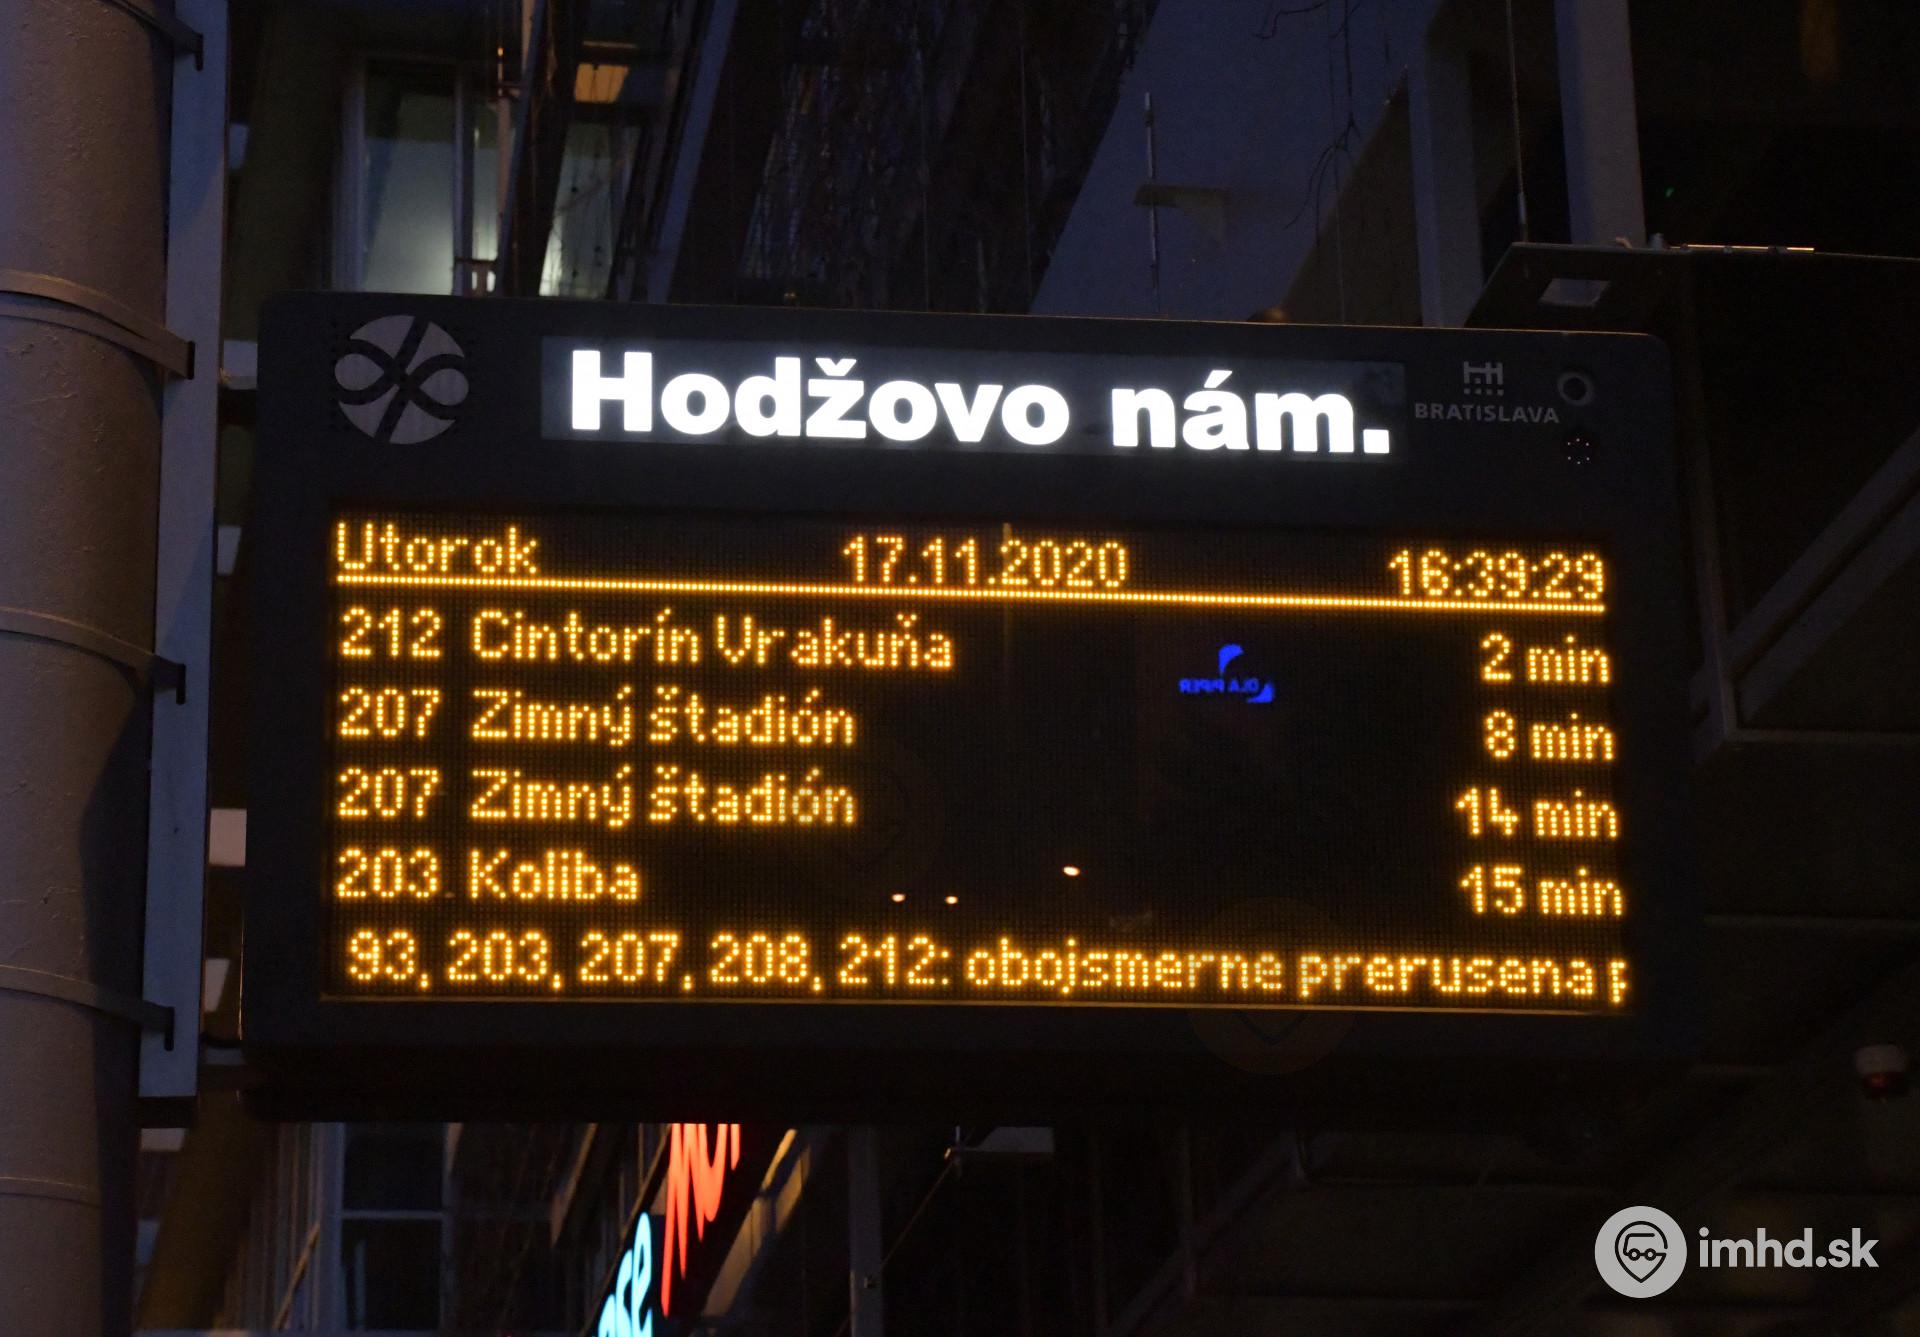 Hodžovo nám.
BRATISLAVA
Utorok 17.11.2020 16:39:29
212 Cintorín Vrakuňa 2 min
207 Zimný štadión 8 min
207 Zimný štadión 14 min
203 Koliba 15 min
93, 203, 207, 208, 212: obojsmerne prerusena p
DLA PIPER
imhd.sk